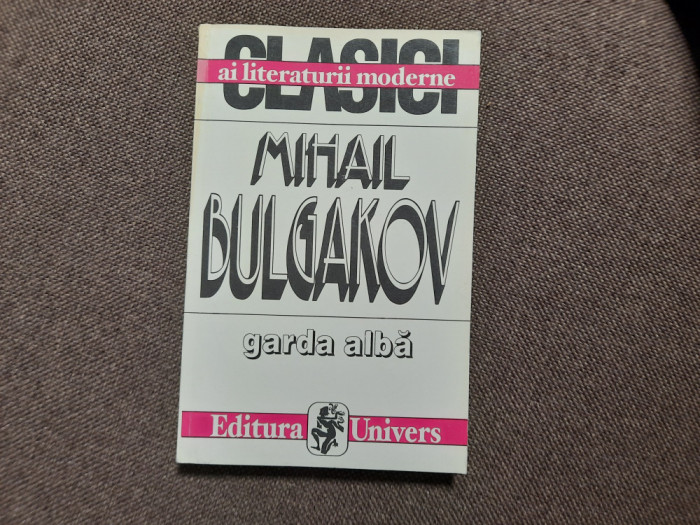 CLASICI
ai literaturii moderne
MIHAIL
BULGAKOV
garda albă
Editura Univers